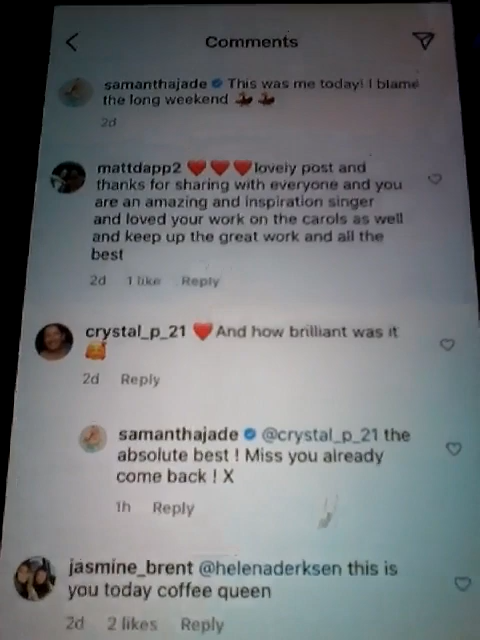 Comments
samanthajade This was me today! I blame
the long weekend
2d
mattdapp2 ❤️❤️❤️lovely post and
thanks for sharing with everyone and you
are an amazing and inspiration singer
and loved your work on the carols as well
and keep up the great work and all the
best
2d 1 like Reply
crystal_p_21 ❤️And how brilliant was it
🥰
2d Reply
samanthajade @crystal_p_21 the
absolute best ! Miss you already
come back ! X
1h Reply
jasmine_brent @helenaderksen this is
you today coffee queen
2d 2 likes Reply